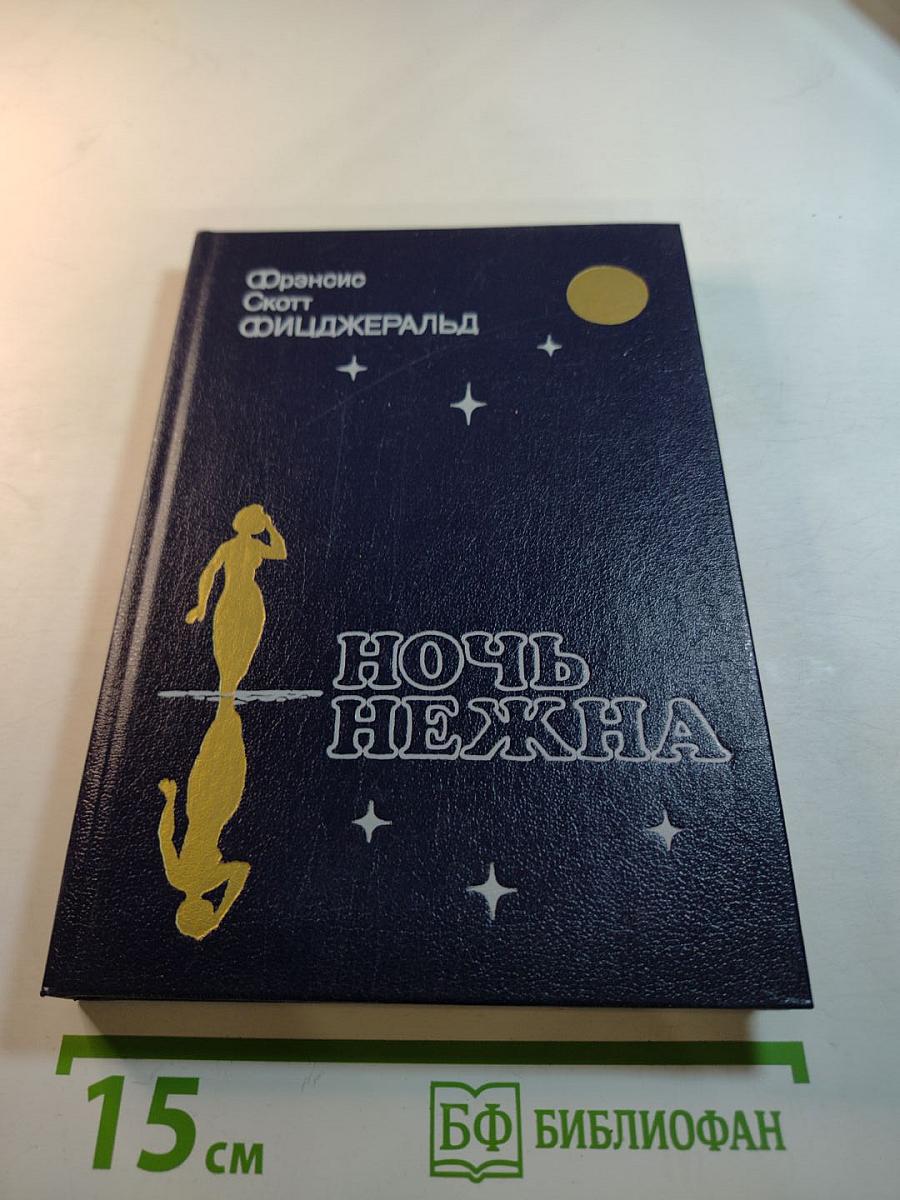 Фрэнсис
Скотт
ФИЦДЖЕРАЛЬД
НОЧЬ
НЕЖНА
15 см
БФ БИБЛИОФАН